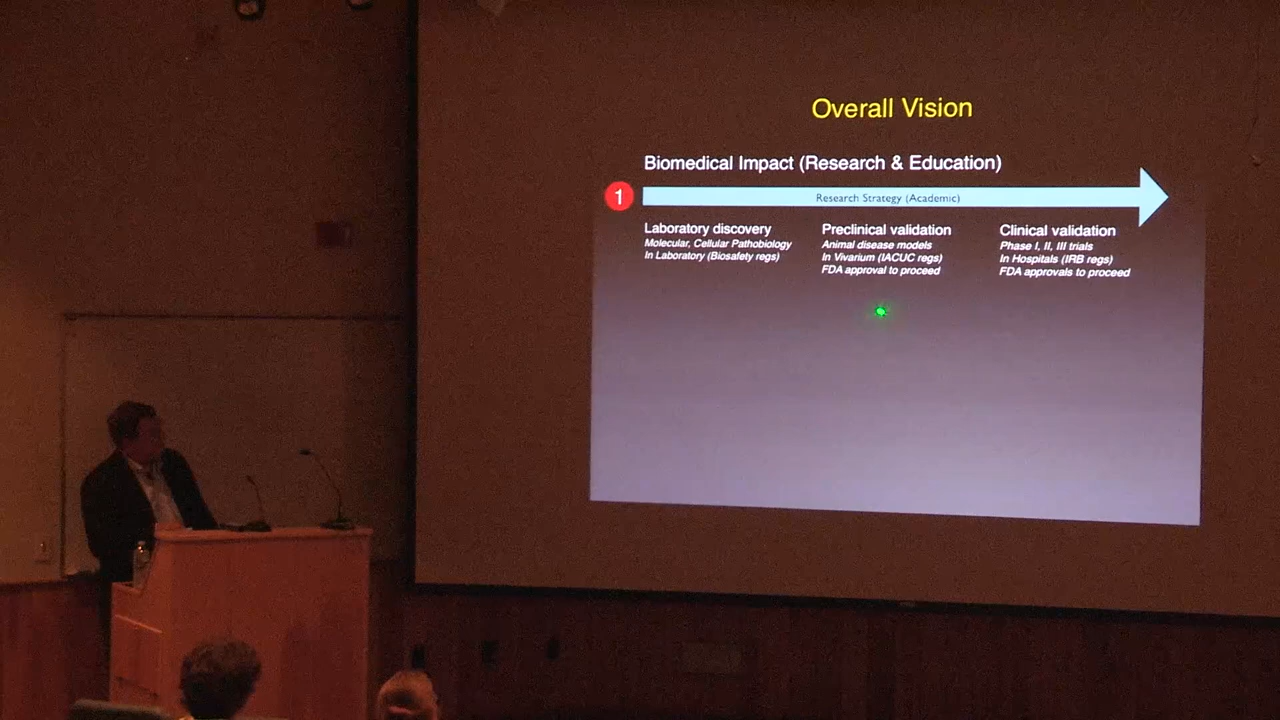 Overall Vision
Biomedical Impact (Research & Education)
1
Research Strategy (Academic)
Laboratory discovery
Molecular, Cellular Pathobiology
In Laboratory (Biosafety regs)
Preclinical validation
Animal disease models
In Vivarium (IACUC regs)
FDA approval to proceed
Clinical validation
Phase I, II, III trials
In Hospitals (IRB regs)
FDA approvals to proceed